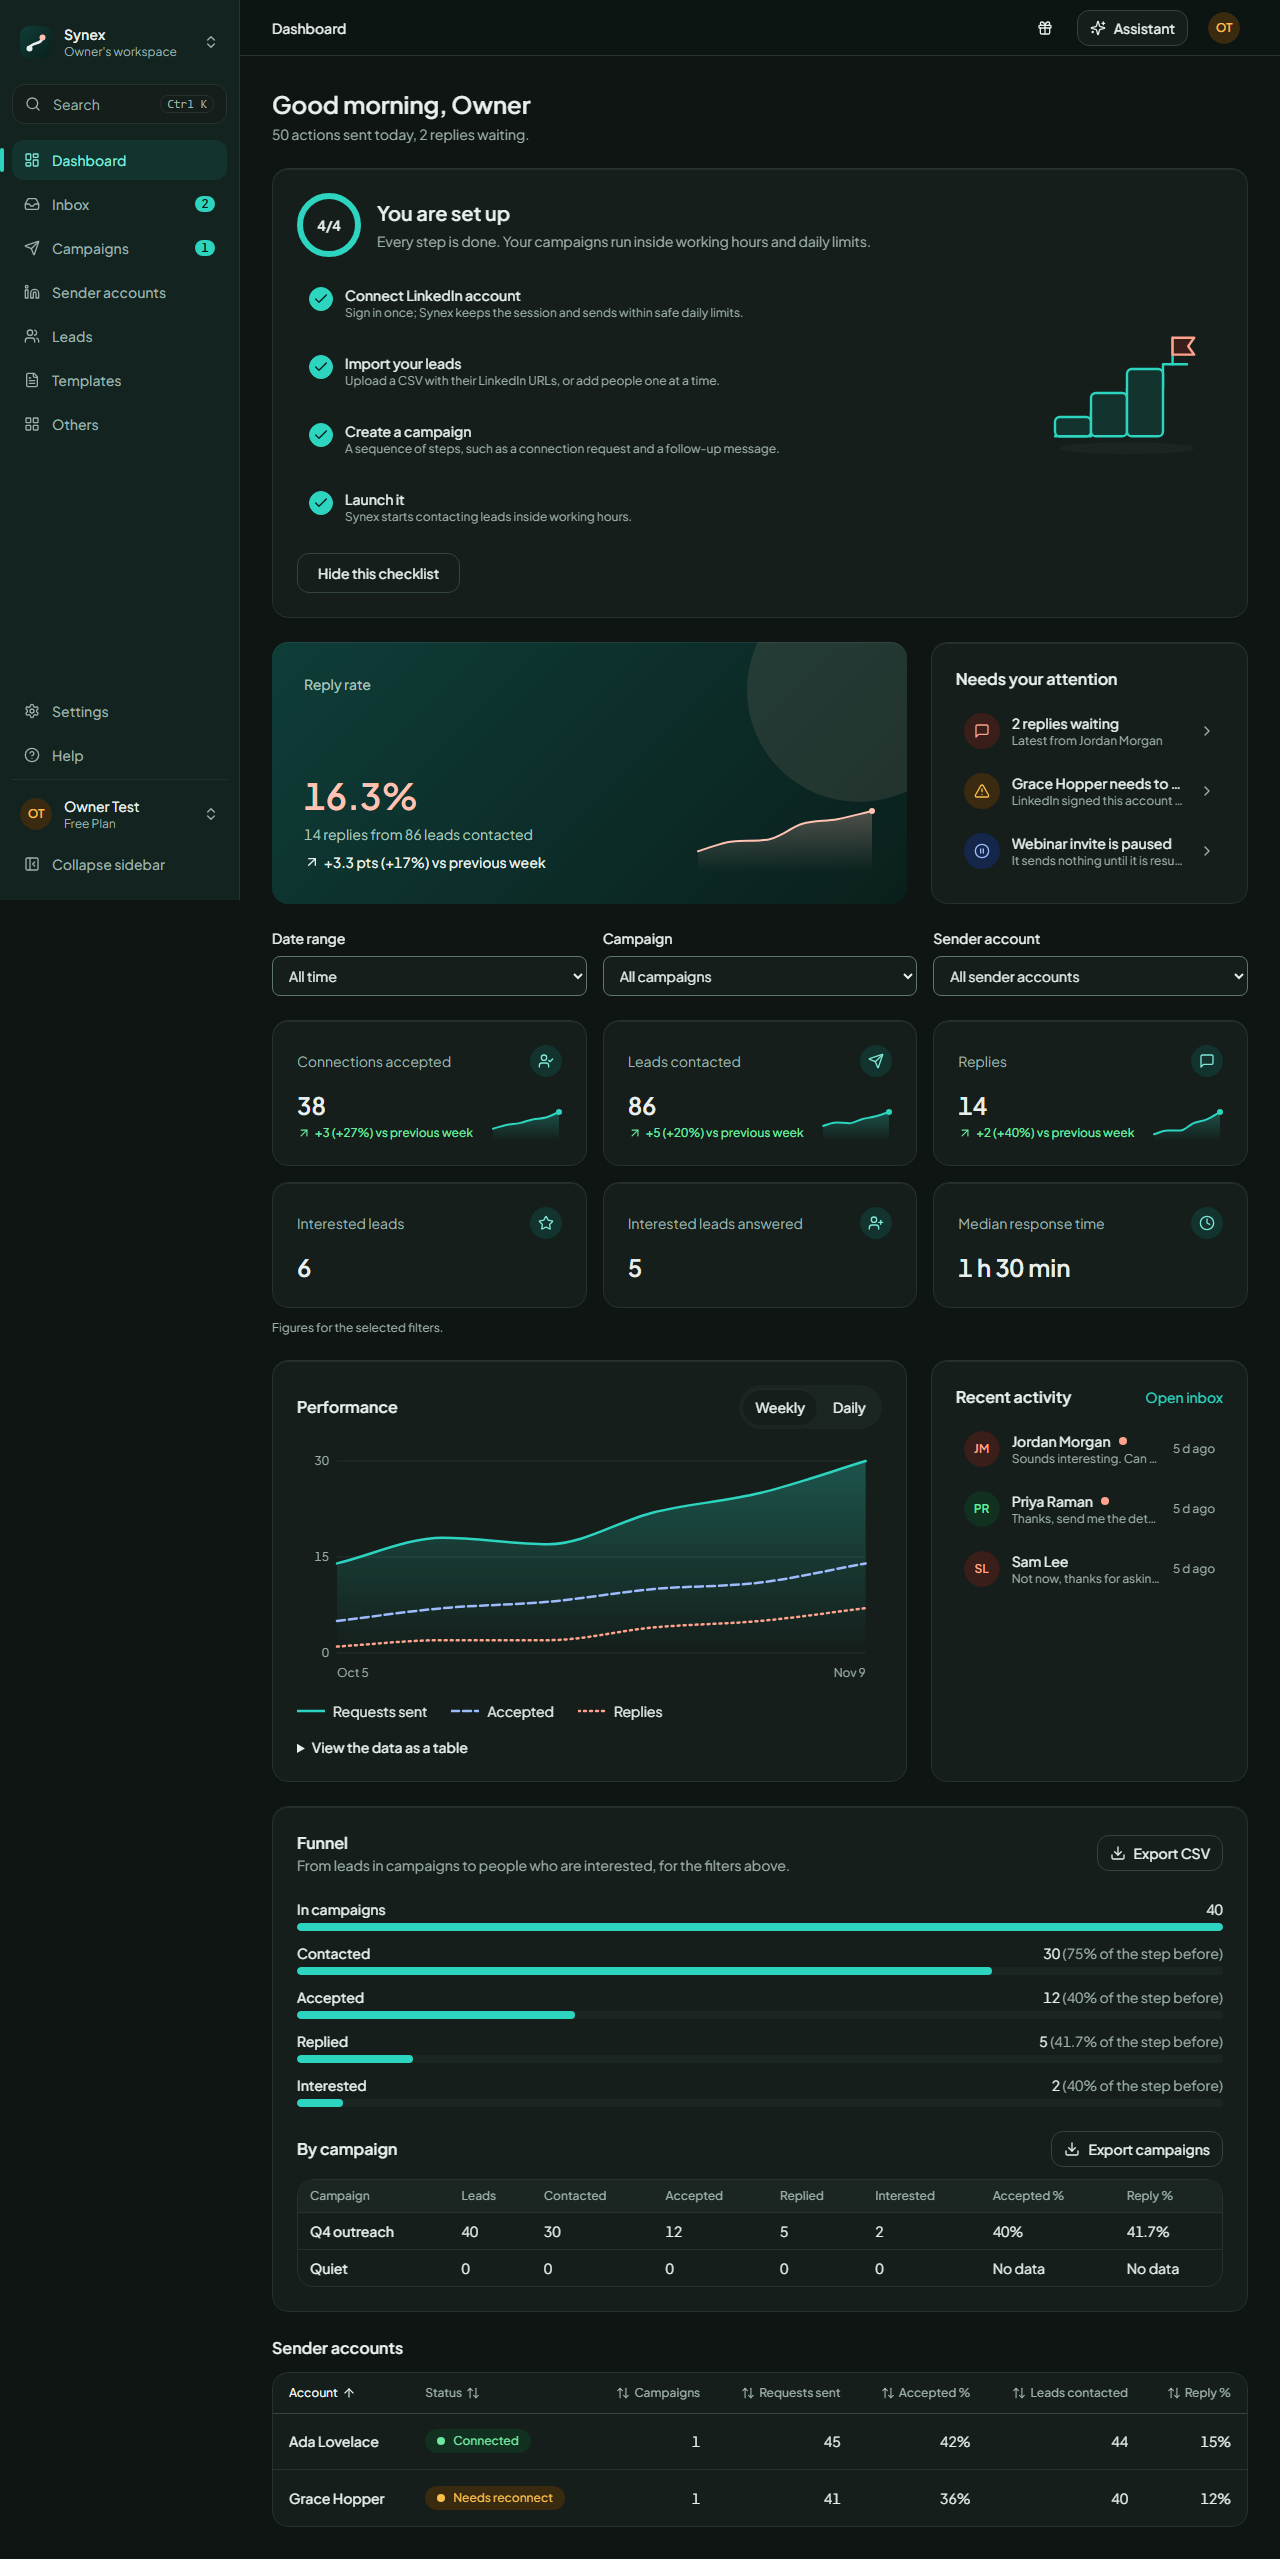 Synex
Owner's workspace
Search
Ctrl K
Dashboard
Inbox
2
Campaigns
1
Sender accounts
Leads
Templates
Others
Settings
Help
OT
Owner Test
Free Plan
Collapse sidebar
Dashboard
Assistant
OT
Good morning, Owner
50 actions sent today, 2 replies waiting.
4/4
You are set up
Every step is done. Your campaigns run inside working hours and daily limits.
Connect LinkedIn account
Sign in once; Synex keeps the session and sends within safe daily limits.
Import your leads
Upload a CSV with their LinkedIn URLs, or add people one at a time.
Create a campaign
A sequence of steps, such as a connection request and a follow-up message.
Launch it
Synex starts contacting leads inside working hours.
Hide this checklist
Reply rate
16.3%
14 replies from 86 leads contacted
+3.3 pts (+17%) vs previous week
Needs your attention
2 replies waiting
Latest from Jordan Morgan
Grace Hopper needs to ...
LinkedIn signed this account ...
Webinar invite is paused
It sends nothing until it is resu...
Date range
All time
Campaign
All campaigns
Sender account
All sender accounts
Connections accepted
38
+3 (+27%) vs previous week
Leads contacted
86
+5 (+20%) vs previous week
Replies
14
+2 (+40%) vs previous week
Interested leads
6
Interested leads answered
5
Median response time
1 h 30 min
Figures for the selected filters.
Performance
Weekly
Daily
30
15
0
Oct 5
Nov 9
Requests sent
Accepted
Replies
View the data as a table
Recent activity
Open inbox
JM
Jordan Morgan
5 d ago
Sounds interesting. Can ...
PR
Priya Raman
5 d ago
Thanks, send me the det...
SL
Sam Lee
5 d ago
Not now, thanks for askin...
Funnel
From leads in campaigns to people who are interested, for the filters above.
Export CSV
In campaigns 40
Contacted 30 (75% of the step before)
Accepted 12 (40% of the step before)
Replied 5 (41.7% of the step before)
Interested 2 (40% of the step before)
By campaign
Export campaigns
Campaign Leads Contacted Accepted Replied Interested Accepted % Reply %
Q4 outreach 40 30 12 5 2 40% 41.7%
Quiet 0 0 0 0 0 No data No data
Sender accounts
Account Status Campaigns Requests sent Accepted % Leads contacted Reply %
Ada Lovelace Connected 1 45 42% 44 15%
Grace Hopper Needs reconnect 1 41 36% 40 12%